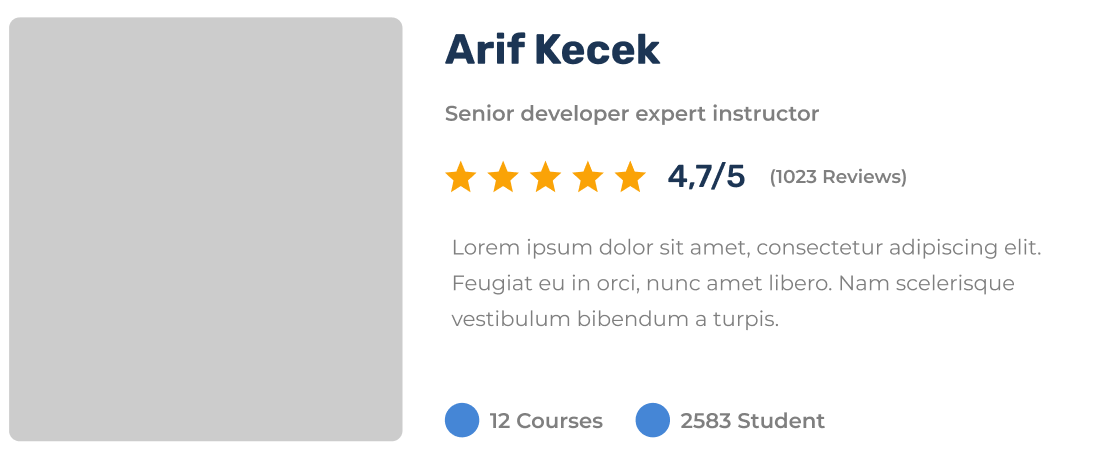 Arif Kecek
Senior developer expert instructor
4,7/5 (1023 Reviews)
Lorem ipsum dolor sit amet, consectetur adipiscing elit.
Feugiat eu in orci, nunc amet libero. Nam scelerisque
vestibulum bibendum a turpis.
12 Courses 2583 Student